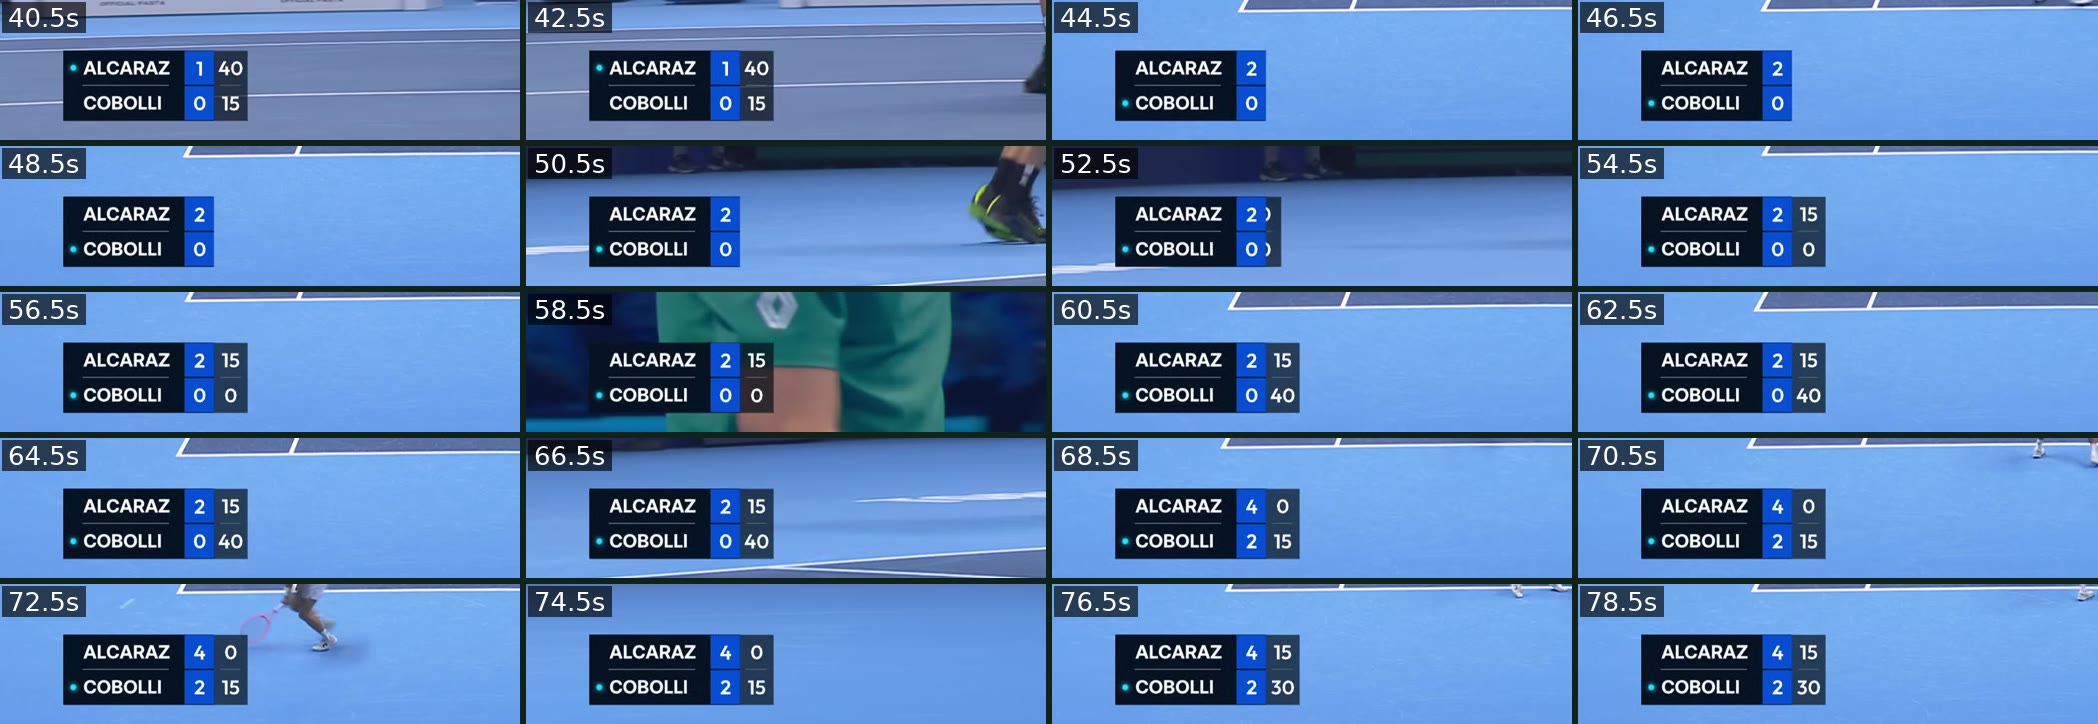 OFFICIAL PASTA OFFICIAL PASTA
40.5s
ALCARAZ 1 40
COBOLLI 0 15
42.5s
ALCARAZ 1 40
COBOLLI 0 15
44.5s
ALCARAZ 2
COBOLLI 0
46.5s
ALCARAZ 2
COBOLLI 0
48.5s
ALCARAZ 2
COBOLLI 0
50.5s
ALCARAZ 2
COBOLLI 0
52.5s
ALCARAZ 2
COBOLLI 0
54.5s
ALCARAZ 2 15
COBOLLI 0 0
56.5s
ALCARAZ 2 15
COBOLLI 0 0
58.5s
ALCARAZ 2 15
COBOLLI 0 0
60.5s
ALCARAZ 2 15
COBOLLI 0 40
62.5s
ALCARAZ 2 15
COBOLLI 0 40
64.5s
ALCARAZ 2 15
COBOLLI 0 40
66.5s
ALCARAZ 2 15
COBOLLI 0 40
68.5s
ALCARAZ 4 0
COBOLLI 2 15
70.5s
ALCARAZ 4 0
COBOLLI 2 15
72.5s
ALCARAZ 4 0
COBOLLI 2 15
74.5s
ALCARAZ 4 0
COBOLLI 2 15
76.5s
ALCARAZ 4 15
COBOLLI 2 30
78.5s
ALCARAZ 4 15
COBOLLI 2 30